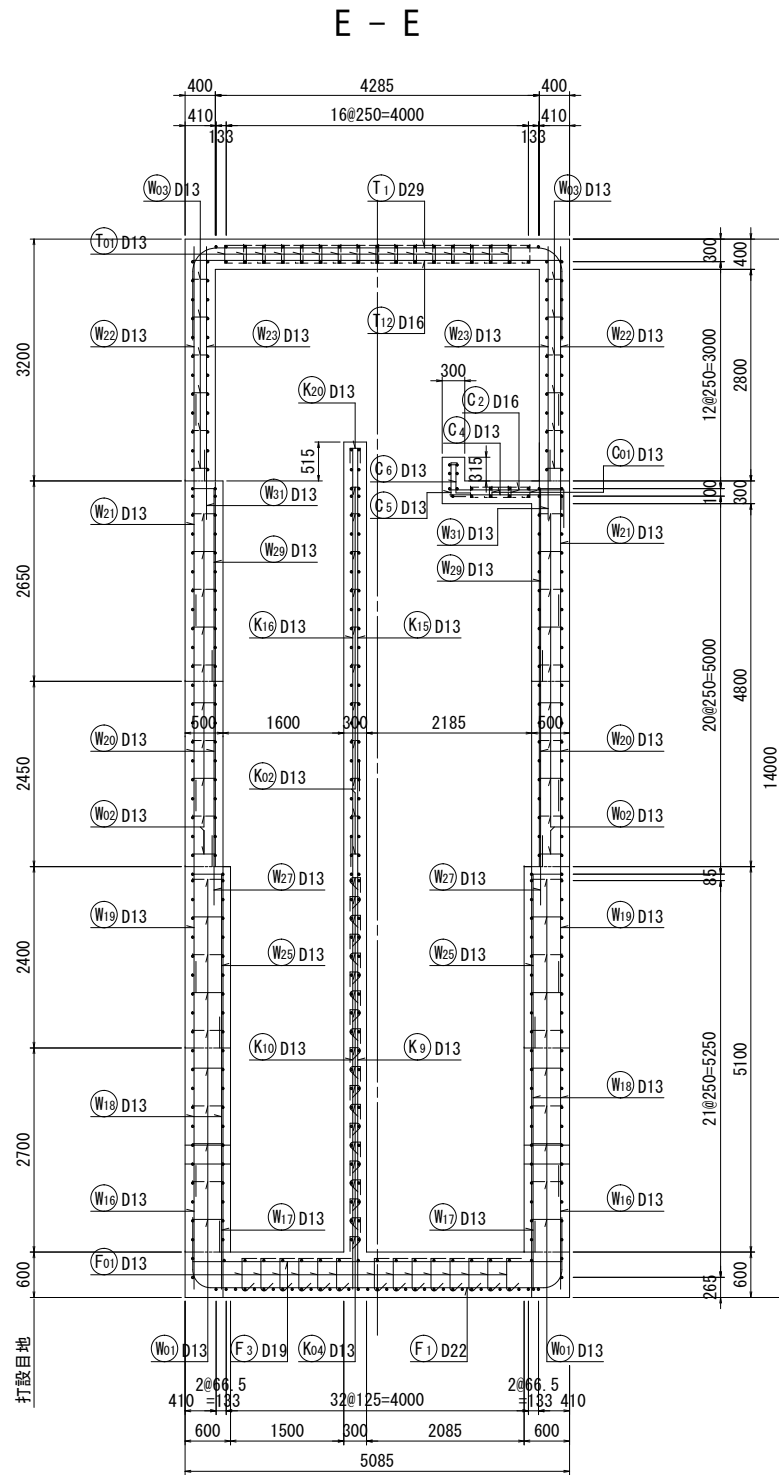 E - E
400 4285 400
410 16@250=4000 410
133 133
W03 D13 T1 D29 W03 D13
T01 D13
300 400
W22 D13 W23 D13 T12 D16 W23 D13 W22 D13
3200
12@250=3000 2800
K20 D13 300 C2 D16
C4 D13
515 C6 D13 315 C01 D13
W31 D13 C5 D13 100 300
W21 D13 W31 D13 W21 D13
W29 D13 W29 D13
2650
K16 D13 K15 D13
20@250=5000 4800
500 1600 300 2185 500
14000
W20 D13 W20 D13
2450
K02 D13
W02 D13 W02 D13
W27 D13 W27 D13 85
W19 D13 W19 D13
2400
W25 D13 W25 D13
K10 D13 K9 D13
21@250=5250 5100
W18 D13 W18 D13
2700
W16 D13 W16 D13
W17 D13 W17 D13
F01 D13
600 265 600
打設目地
W01 D13 F3 D19 K04 D13 F1 D22 W01 D13
2@66.5 2@66.5
410 =133 32@125=4000 =133 410
600 1500 300 2085 600
5085